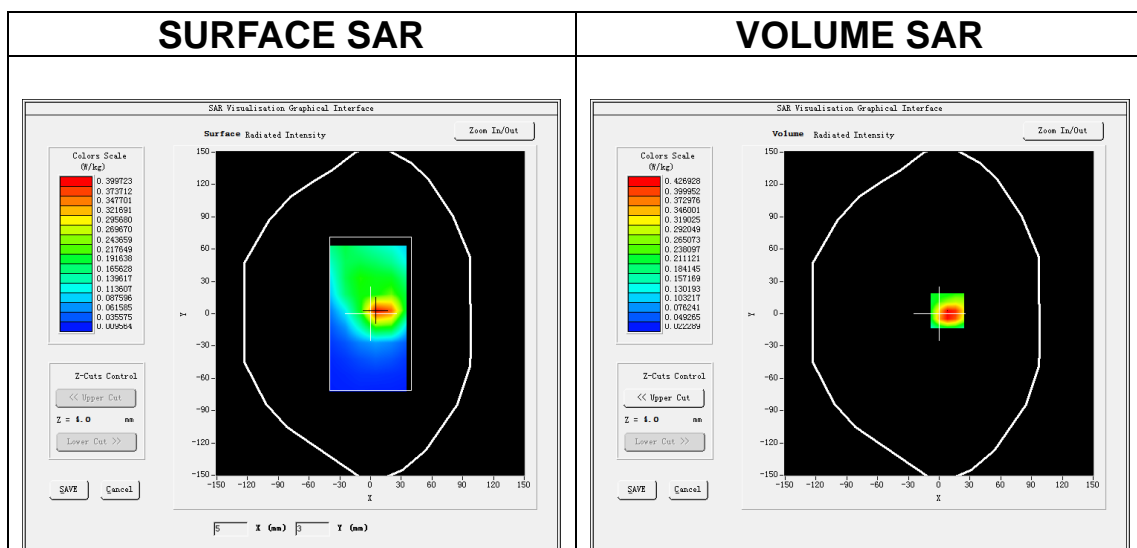 SURFACE SAR
VOLUME SAR
SAR Visualisation Graphical Interface
Surface Radiated Intensity
Zoom In/Out
Colors Scale
(W/kg)
0.399723
0.373712
0.347701
0.321691
0.295680
0.269670
0.243659
0.217649
0.191638
0.165628
0.139617
0.113607
0.087596
0.061585
0.035575
0.009564
150
120
90
60
30
0
-30
-60
-90
-120
-150
Y
-150 -120 -90 -60 -30 0 30 60 90 120 150
X
Z-Cuts Control
<< Upper Cut
Z = 4.0 mm
Lower Cut >>
SAVE Cancel
5 X (mm) 3 Y (mm)
SAR Visualisation Graphical Interface
Volume Radiated Intensity
Zoom In/Out
Colors Scale
(W/kg)
0.426928
0.399952
0.372976
0.346001
0.319025
0.292049
0.265073
0.238097
0.211121
0.184145
0.157169
0.130193
0.103217
0.076241
0.049265
0.022289
150
120
90
60
30
0
-30
-60
-90
-120
-150
Y
-150 -120 -90 -60 -30 0 30 60 90 120 150
X
Z-Cuts Control
<< Upper Cut
Z = 4.0 mm
Lower Cut >>
SAVE Cancel